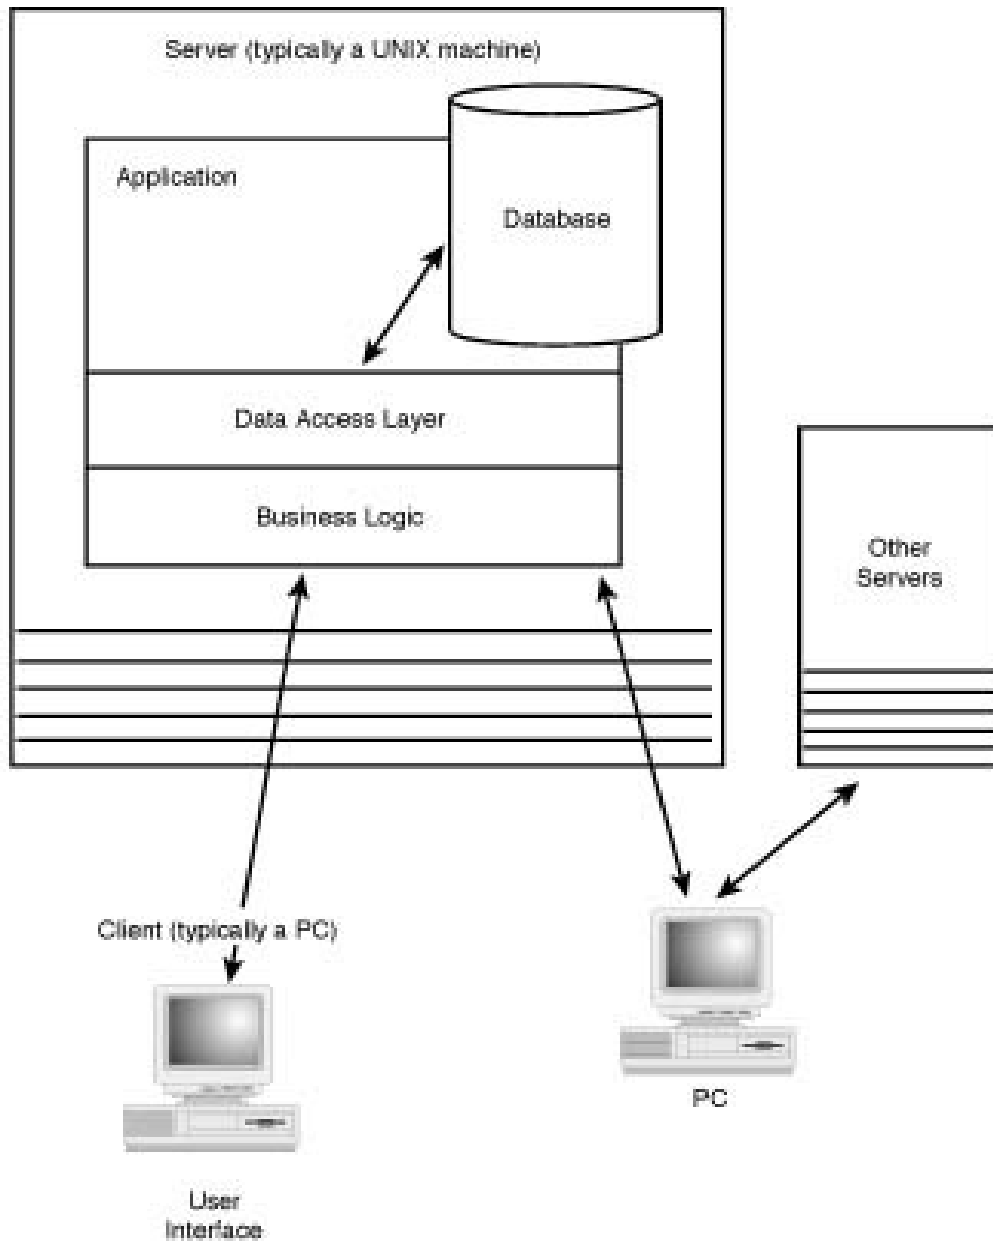 Server (typically a UNIX machine)
Application
Database
Data Access Layer
Business Logic
Other
Servers
Client (typically a PC)
PC
User
Interface